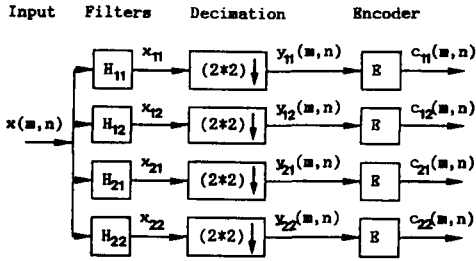 Input Filters Decimation Encoder
x(m,n) H11 x11 (2*2) y11(m,n) E c11(m,n)
H12 x12 (2*2) y12(m,n) E c12(m,n)
H21 x21 (2*2) y21(m,n) E c21(m,n)
H22 x22 (2*2) y22(m,n) E c22(m,n)